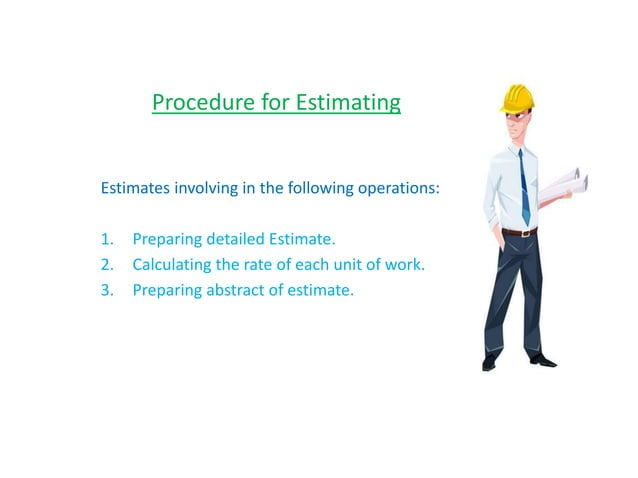 Procedure for Estimating
Estimates involving in the following operations:
1. Preparing detailed Estimate.
2. Calculating the rate of each unit of work.
3. Preparing abstract of estimate.